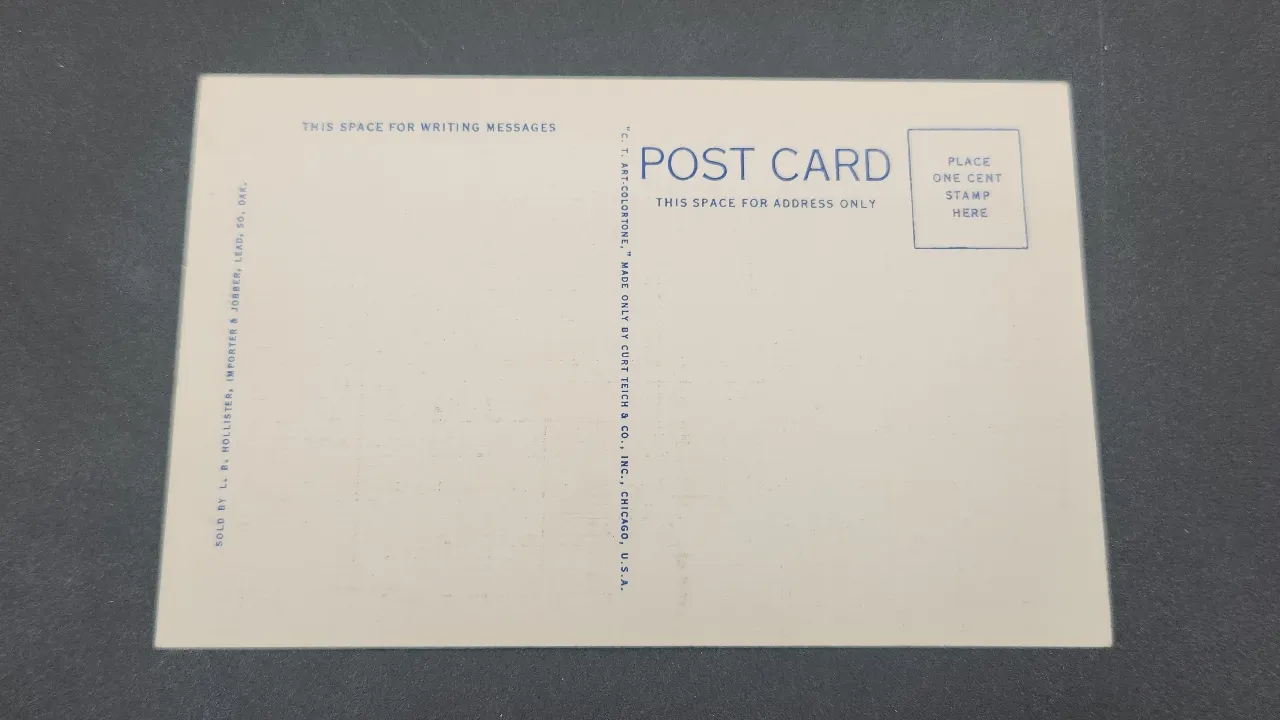 THIS SPACE FOR WRITING MESSAGES
SOLD BY L. B. HOLLISTER, IMPORTER & JOBBER, LEAD, SO. DAK.
"C. T. ART-COLORTONE," MADE ONLY BY CURT TEICH & CO., INC., CHICAGO, U.S.A.
POST CARD
THIS SPACE FOR ADDRESS ONLY
PLACE
ONE CENT
STAMP
HERE